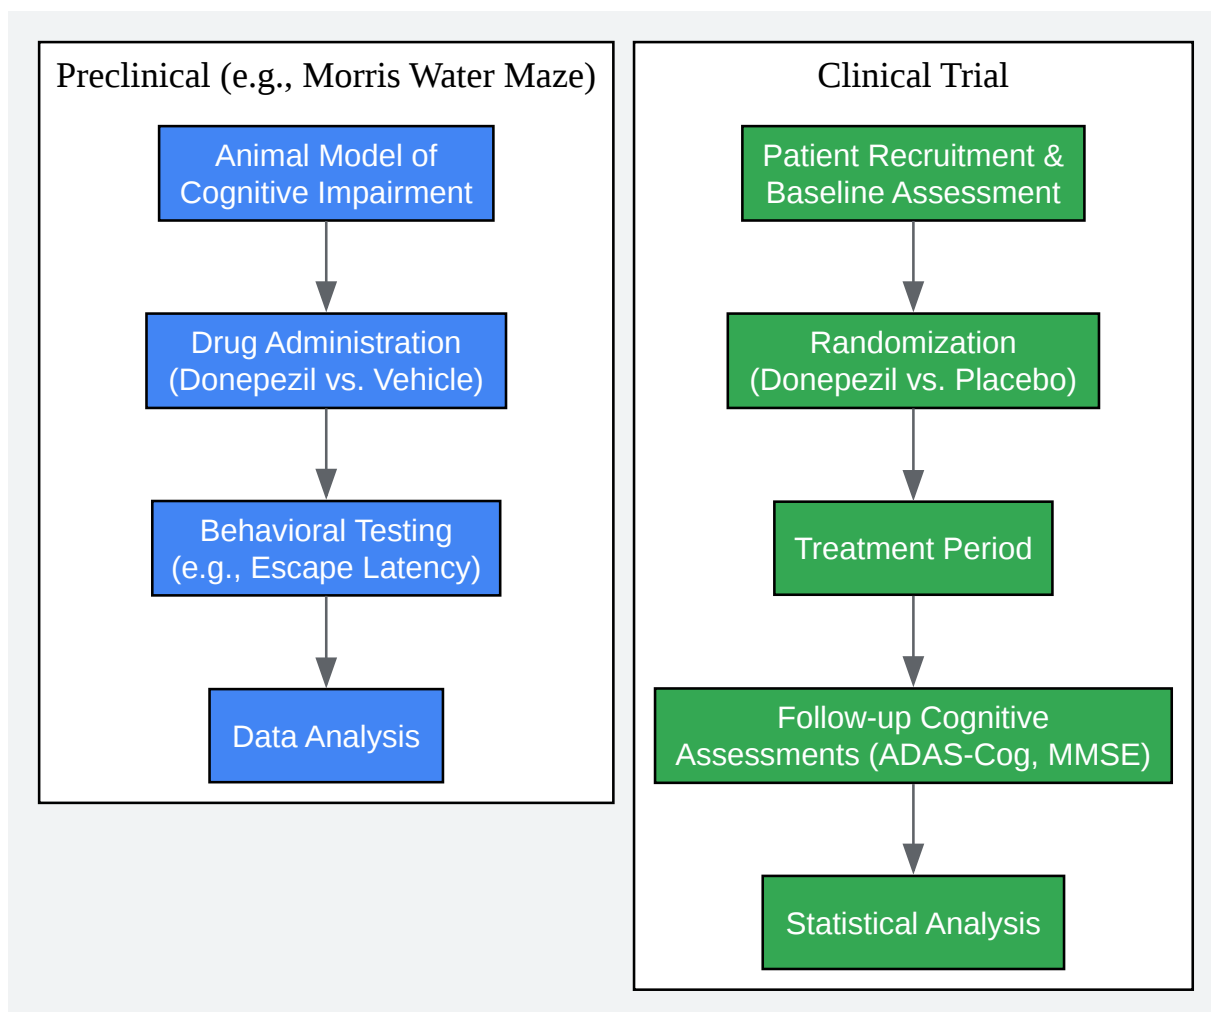 Preclinical (e.g., Morris Water Maze)
Animal Model of
Cognitive Impairment
Drug Administration
(Donepezil vs. Vehicle)
Behavioral Testing
(e.g., Escape Latency)
Data Analysis
Clinical Trial
Patient Recruitment &
Baseline Assessment
Randomization
(Donepezil vs. Placebo)
Treatment Period
Follow-up Cognitive
Assessments (ADAS-Cog, MMSE)
Statistical Analysis